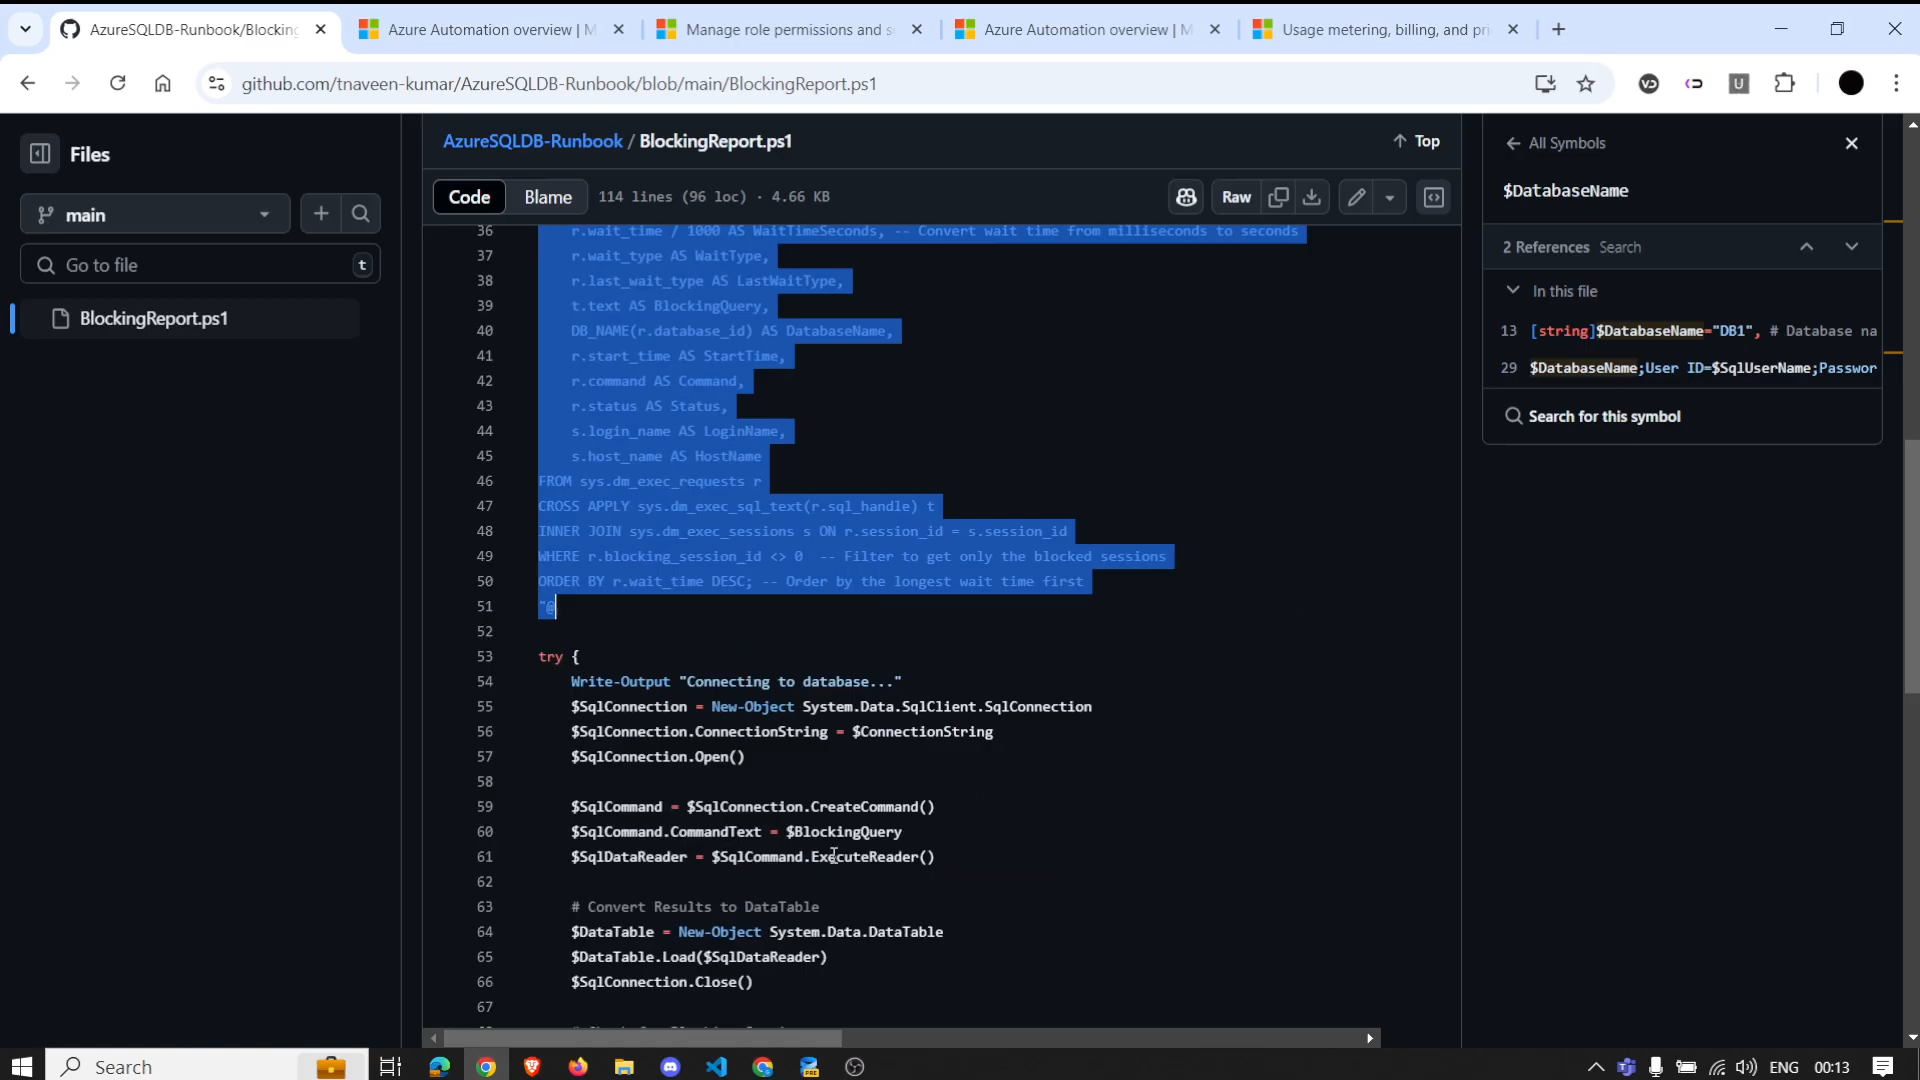 AzureSQLDB-Runbook/Blocking
Azure Automation overview | M
Manage role permissions and s
Azure Automation overview | M
Usage metering, billing, and pri
github.com/tnaveen-kumar/AzureSQLDB-Runbook/blob/main/BlockingReport.ps1
Files
main
Go to file
t
BlockingReport.ps1
AzureSQLDB-Runbook / BlockingReport.ps1
Top
Code
Blame
114 lines (96 loc) · 4.66 KB
Raw
36 r.wait_time / 1000 AS WaitTimeSeconds, -- Convert wait time from milliseconds to seconds
37 r.wait_type AS WaitType,
38 r.last_wait_type AS LastWaitType,
39 t.text AS BlockingQuery,
40 DB_NAME(r.database_id) AS DatabaseName,
41 r.start_time AS StartTime,
42 r.command AS Command,
43 r.status AS Status,
44 s.login_name AS LoginName,
45 s.host_name AS HostName
46 FROM sys.dm_exec_requests r
47 CROSS APPLY sys.dm_exec_sql_text(r.sql_handle) t
48 INNER JOIN sys.dm_exec_sessions s ON r.session_id = s.session_id
49 WHERE r.blocking_session_id <> 0  -- Filter to get only the blocked sessions
50 ORDER BY r.wait_time DESC; -- Order by the longest wait time first
51 "@
52
53 try {
54 Write-Output "Connecting to database..."
55 $SqlConnection = New-Object System.Data.SqlClient.SqlConnection
56 $SqlConnection.ConnectionString = $ConnectionString
57 $SqlConnection.Open()
58
59 $SqlCommand = $SqlConnection.CreateCommand()
60 $SqlCommand.CommandText = $BlockingQuery
61 $SqlDataReader = $SqlCommand.ExecuteReader()
62
63 # Convert Results to DataTable
64 $DataTable = New-Object System.Data.DataTable
65 $DataTable.Load($SqlDataReader)
66 $SqlConnection.Close()
67
All Symbols
$DatabaseName
2 References Search
In this file
13 [string]$DatabaseName="DB1", # Database na
29 $DatabaseName;User ID=$SqlUserName;Passwor
Search for this symbol
Search
ENG
00:13